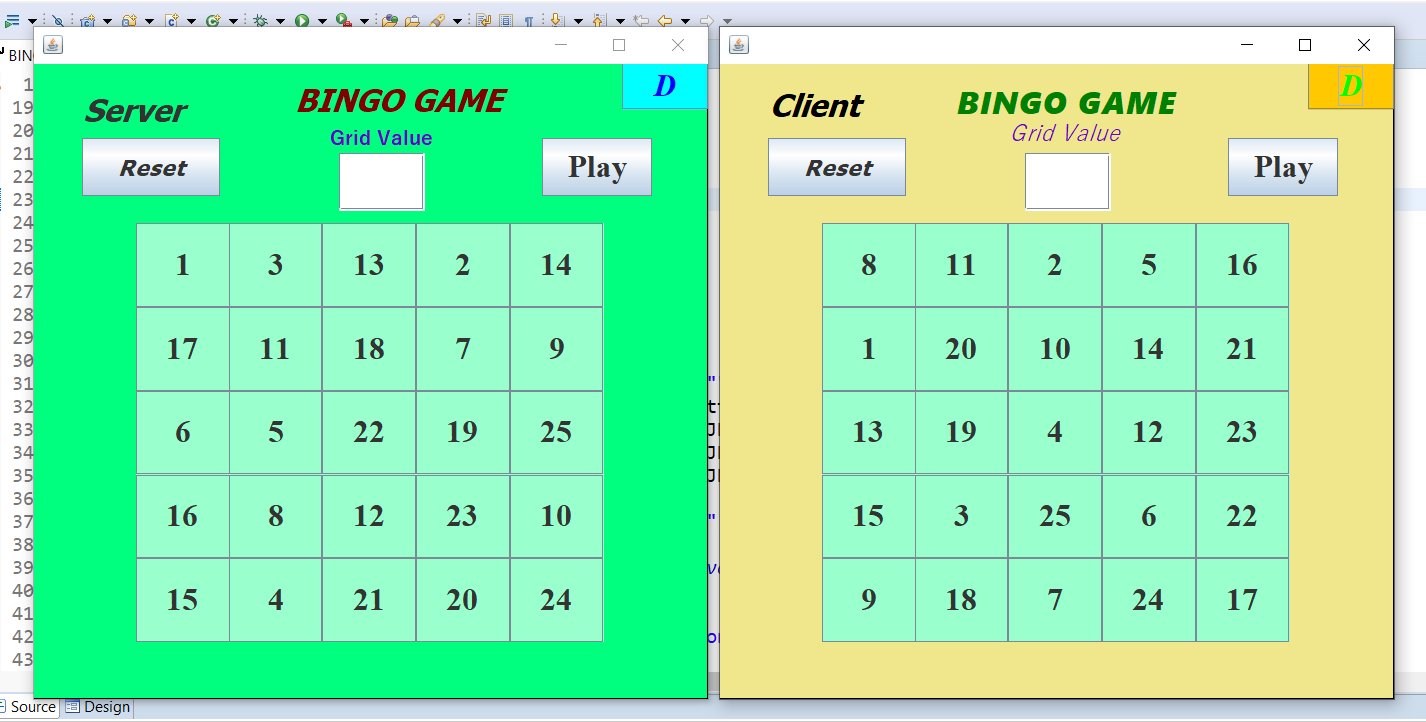 BIN
Server
BINGO GAME
D
Grid Value
Reset
Play
1 3 13 2 14
17 11 18 7 9
6 5 22 19 25
16 8 12 23 10
15 4 21 20 24
Client
BINGO GAME
D
Grid Value
Reset
Play
8 11 2 5 16
1 20 10 14 21
13 19 4 12 23
15 3 25 6 22
9 18 7 24 17
1
19
20
21
22
23
24
25
26
27
28
29
30
31
32
33
34
35
36
37
38
39
40
41
42
43
Source Design